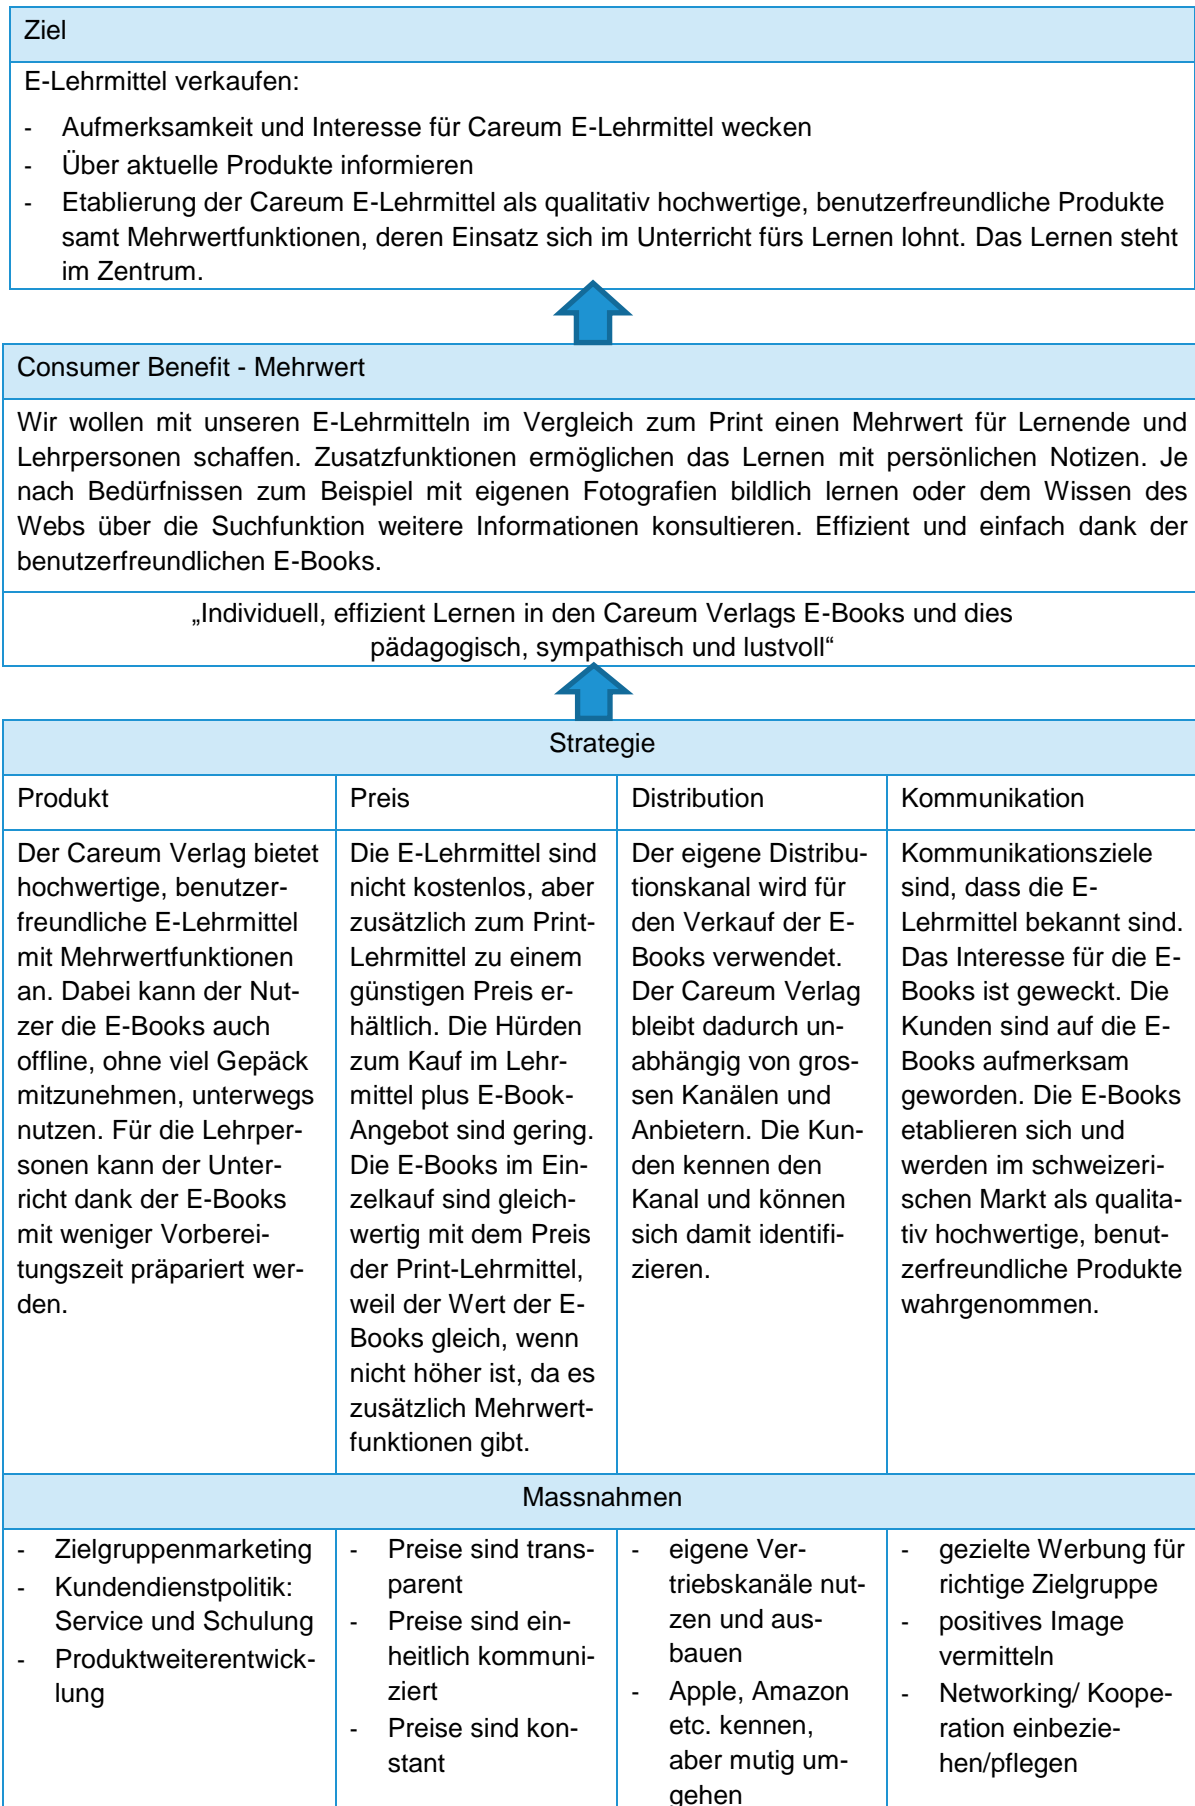 Ziel
E-Lehrmittel verkaufen:
- Aufmerksamkeit und Interesse für Careum E-Lehrmittel wecken
- Über aktuelle Produkte informieren
- Etablierung der Careum E-Lehrmittel als qualitativ hochwertige, benutzerfreundliche Produkte
samt Mehrwertfunktionen, deren Einsatz sich im Unterricht fürs Lernen lohnt. Das Lernen steht
im Zentrum.
Consumer Benefit - Mehrwert
Wir wollen mit unseren E-Lehrmitteln im Vergleich zum Print einen Mehrwert für Lernende und
Lehrpersonen schaffen. Zusatzfunktionen ermöglichen das Lernen mit persönlichen Notizen. Je
nach Bedürfnissen zum Beispiel mit eigenen Fotografien bildlich lernen oder dem Wissen des
Webs über die Suchfunktion weitere Informationen konsultieren. Effizient und einfach dank der
benutzerfreundlichen E-Books.
„Individuell, effizient Lernen in den Careum Verlags E-Books und dies
pädagogisch, sympathisch und lustvoll“
Strategie
Produkt
Der Careum Verlag bietet
hochwertige, benutzer-
freundliche E-Lehrmittel
mit Mehrwertfunktionen
an. Dabei kann der Nut-
zer die E-Books auch
offline, ohne viel Gepäck
mitzunehmen, unterwegs
nutzen. Für die Lehrper-
sonen kann der Unter-
richt dank der E-Books
mit weniger Vorberei-
tungszeit präpariert wer-
den.
Preis
Die E-Lehrmittel sind
nicht kostenlos, aber
zusätzlich zum Print-
Lehrmittel zu einem
günstigen Preis er-
hältlich. Die Hürden
zum Kauf im Lehr-
mittel plus E-Book-
Angebot sind gering.
Die E-Books im Ein-
zelkauf sind gleich-
wertig mit dem Preis
der Print-Lehrmittel,
weil der Wert der E-
Books gleich, wenn
nicht höher ist, da es
zusätzlich Mehrwert-
funktionen gibt.
Distribution
Der eigene Distribu-
tionskanal wird für
den Verkauf der E-
Books verwendet.
Der Careum Verlag
bleibt dadurch un-
abhängig von gros-
sen Kanälen und
Anbietern. Die Kun-
den kennen den
Kanal und können
sich damit identifi-
zieren.
Kommunikation
Kommunikationsziele
sind, dass die E-
Lehrmittel bekannt sind.
Das Interesse für die E-
Books ist geweckt. Die
Kunden sind auf die E-
Books aufmerksam
geworden. Die E-Books
etablieren sich und
werden im schweizeri-
schen Markt als qualita-
tiv hochwertige, benut-
zerfreundliche Produkte
wahrgenommen.
Massnahmen
- Zielgruppenmarketing
- Kundendienstpolitik:
Service und Schulung
- Produktweiterentwick-
lung
- Preise sind trans-
parent
- Preise sind ein-
heitlich kommuni-
ziert
- Preise sind kon-
stant
- eigene Ver-
triebskanäle nut-
zen und aus-
bauen
- Apple, Amazon
etc. kennen,
aber mutig um-
gehen
- gezielte Werbung für
richtige Zielgruppe
- positives Image
vermitteln
- Networking/ Koope-
ration einbezie-
hen/pflegen